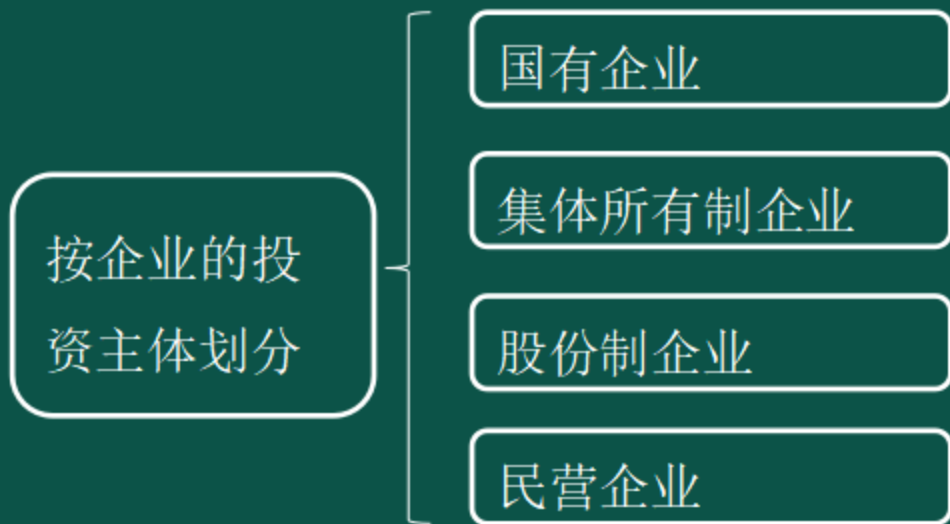 按企业的投
资主体划分
国有企业
集体所有制企业
股份制企业
民营企业